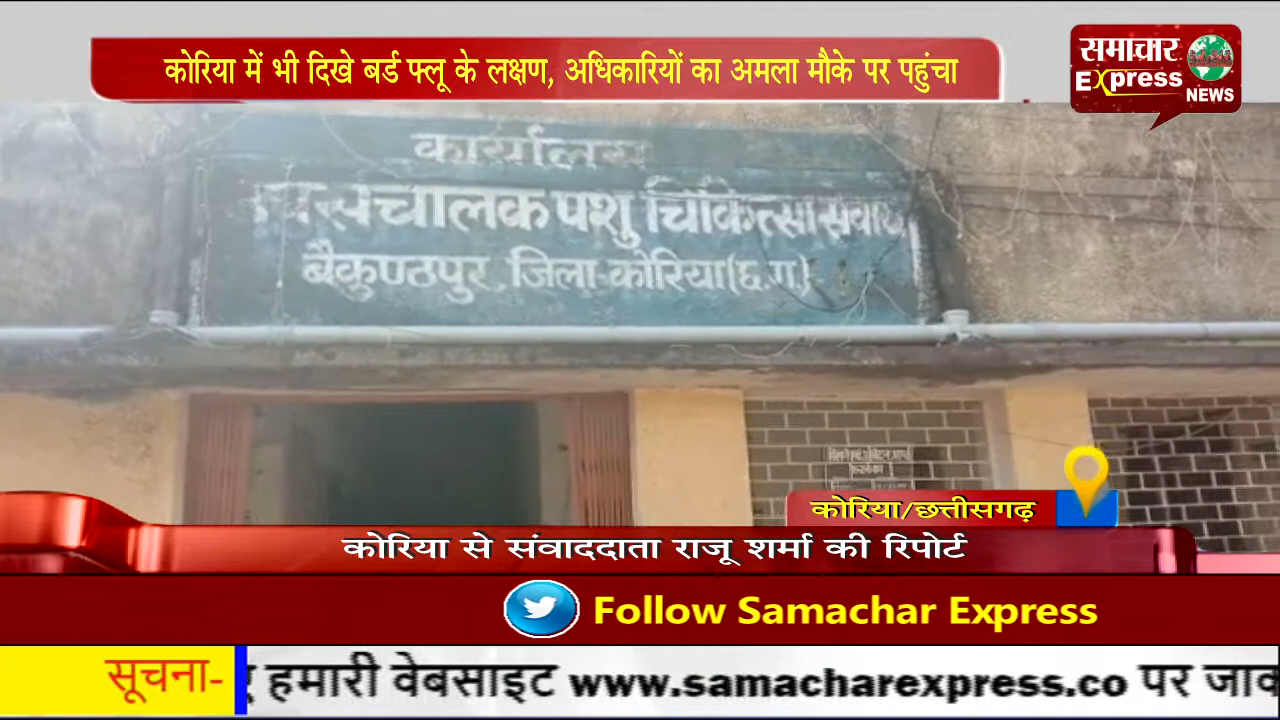 कोरिया में भी दिखे बर्ड फ्लू के लक्षण, अधिकारियों का अमला मौके पर पहुंचा
समाचार
Express
NEWS
कार्यालय
पशु चिकित्सा
बैकुण्ठपुर, जिला-कोरिया(छ.ग.)
कोरिया/छत्तीसगढ़
कोरिया से संवाददाता राजू शर्मा की रिपोर्ट
Follow Samachar Express
सूचना- हमारी वेबसाइट www.samacharexpress.co पर